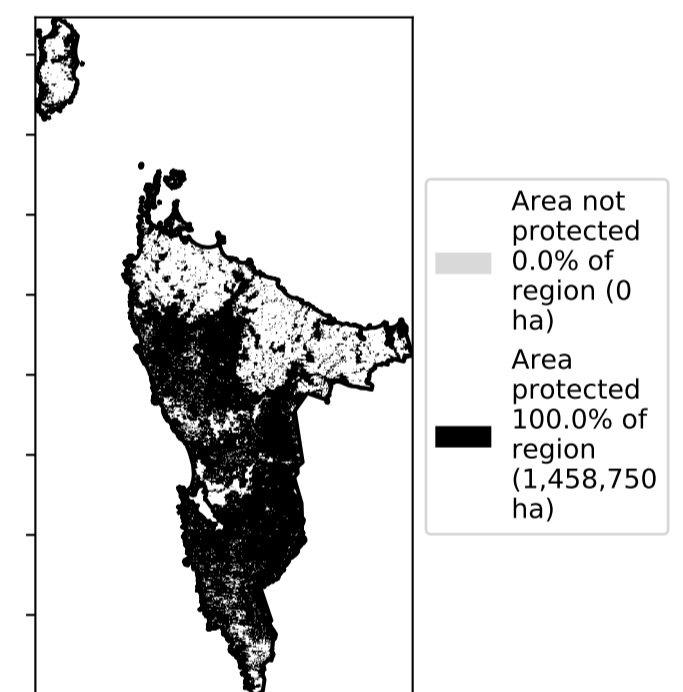 Area not
protected
0.0% of
region (0
ha)
Area
protected
100.0% of
region
(1,458,750
ha)